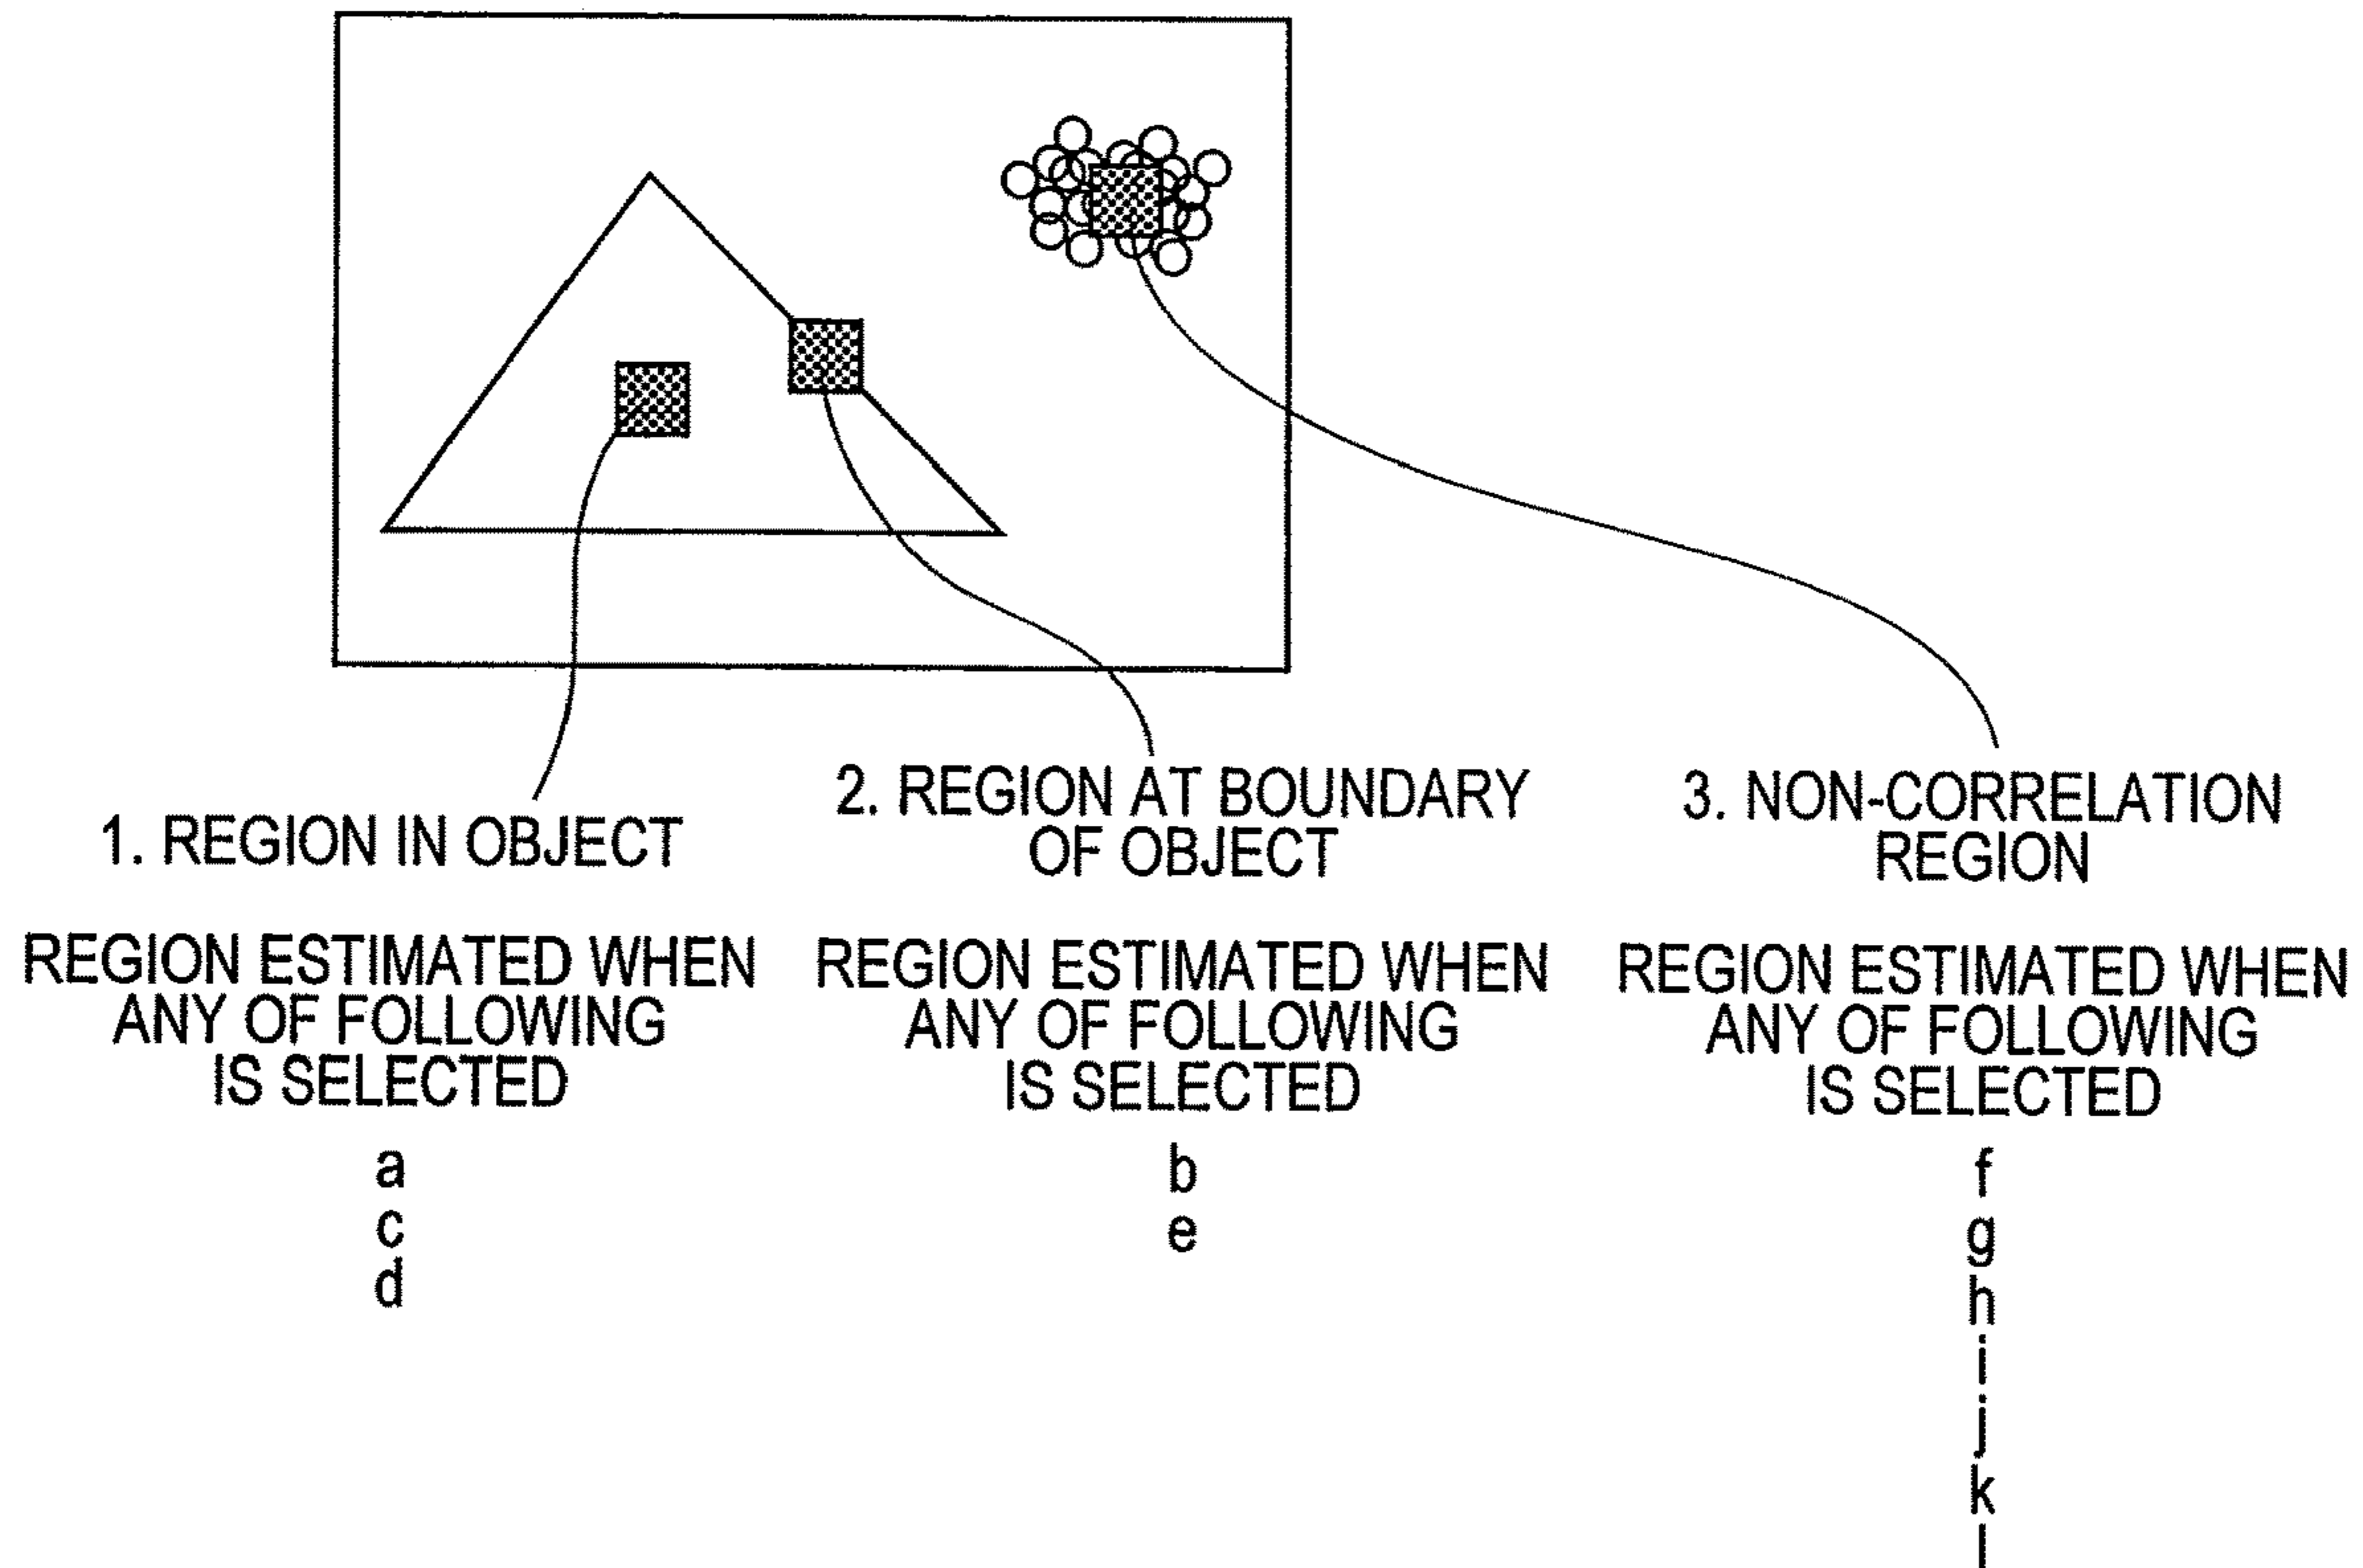 1. REGION IN OBJECT
REGION ESTIMATED WHEN
ANY OF FOLLOWING
IS SELECTED
a
c
d
2. REGION AT BOUNDARY
OF OBJECT
REGION ESTIMATED WHEN
ANY OF FOLLOWING
IS SELECTED
b
e
3. NON-CORRELATION
REGION
REGION ESTIMATED WHEN
ANY OF FOLLOWING
IS SELECTED
f
g
h
i
j
k
l